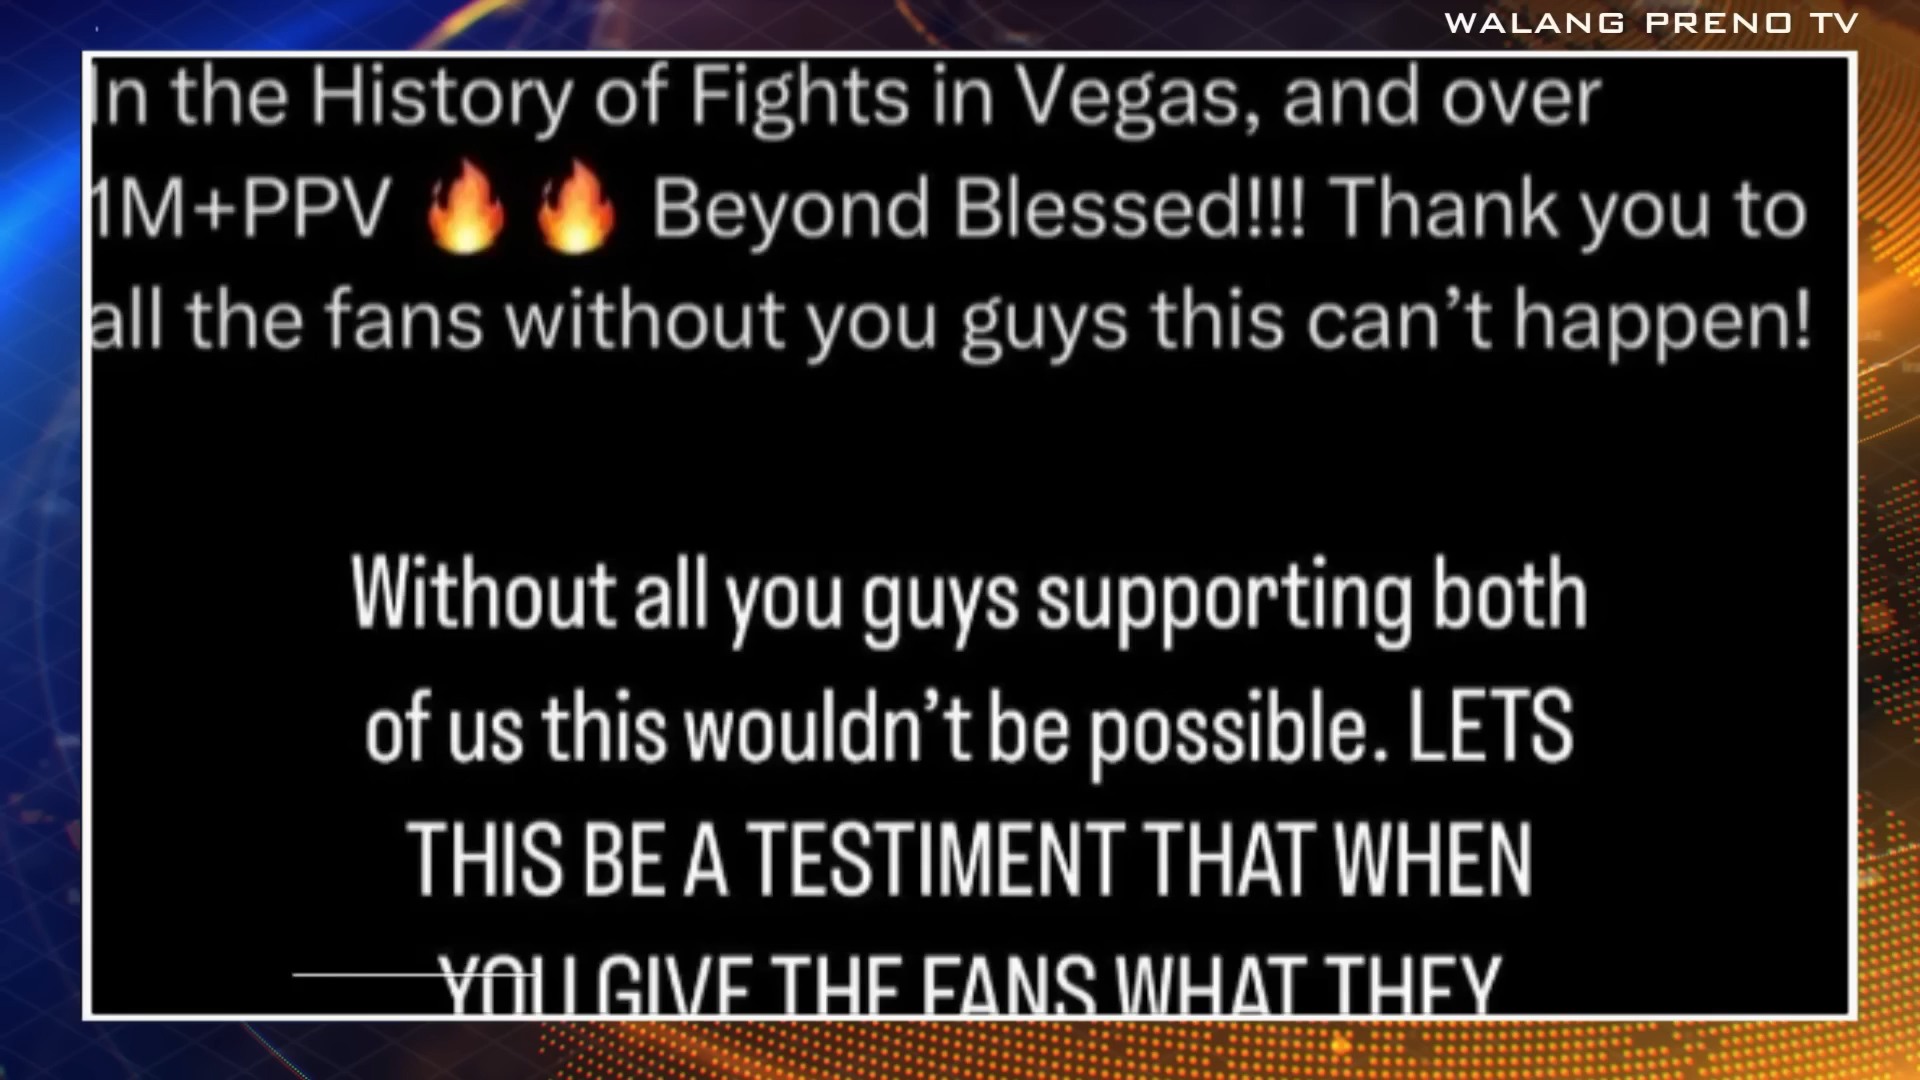 WALANG PRENO TV
In the History of Fights in Vegas, and over
1M+PPV 🔥🔥 Beyond Blessed!!! Thank you to
all the fans without you guys this can’t happen!
Without all you guys supporting both
of us this wouldn’t be possible. LETS
THIS BE A TESTIMENT THAT WHEN
YOU GIVE THE FANS WHAT THEY